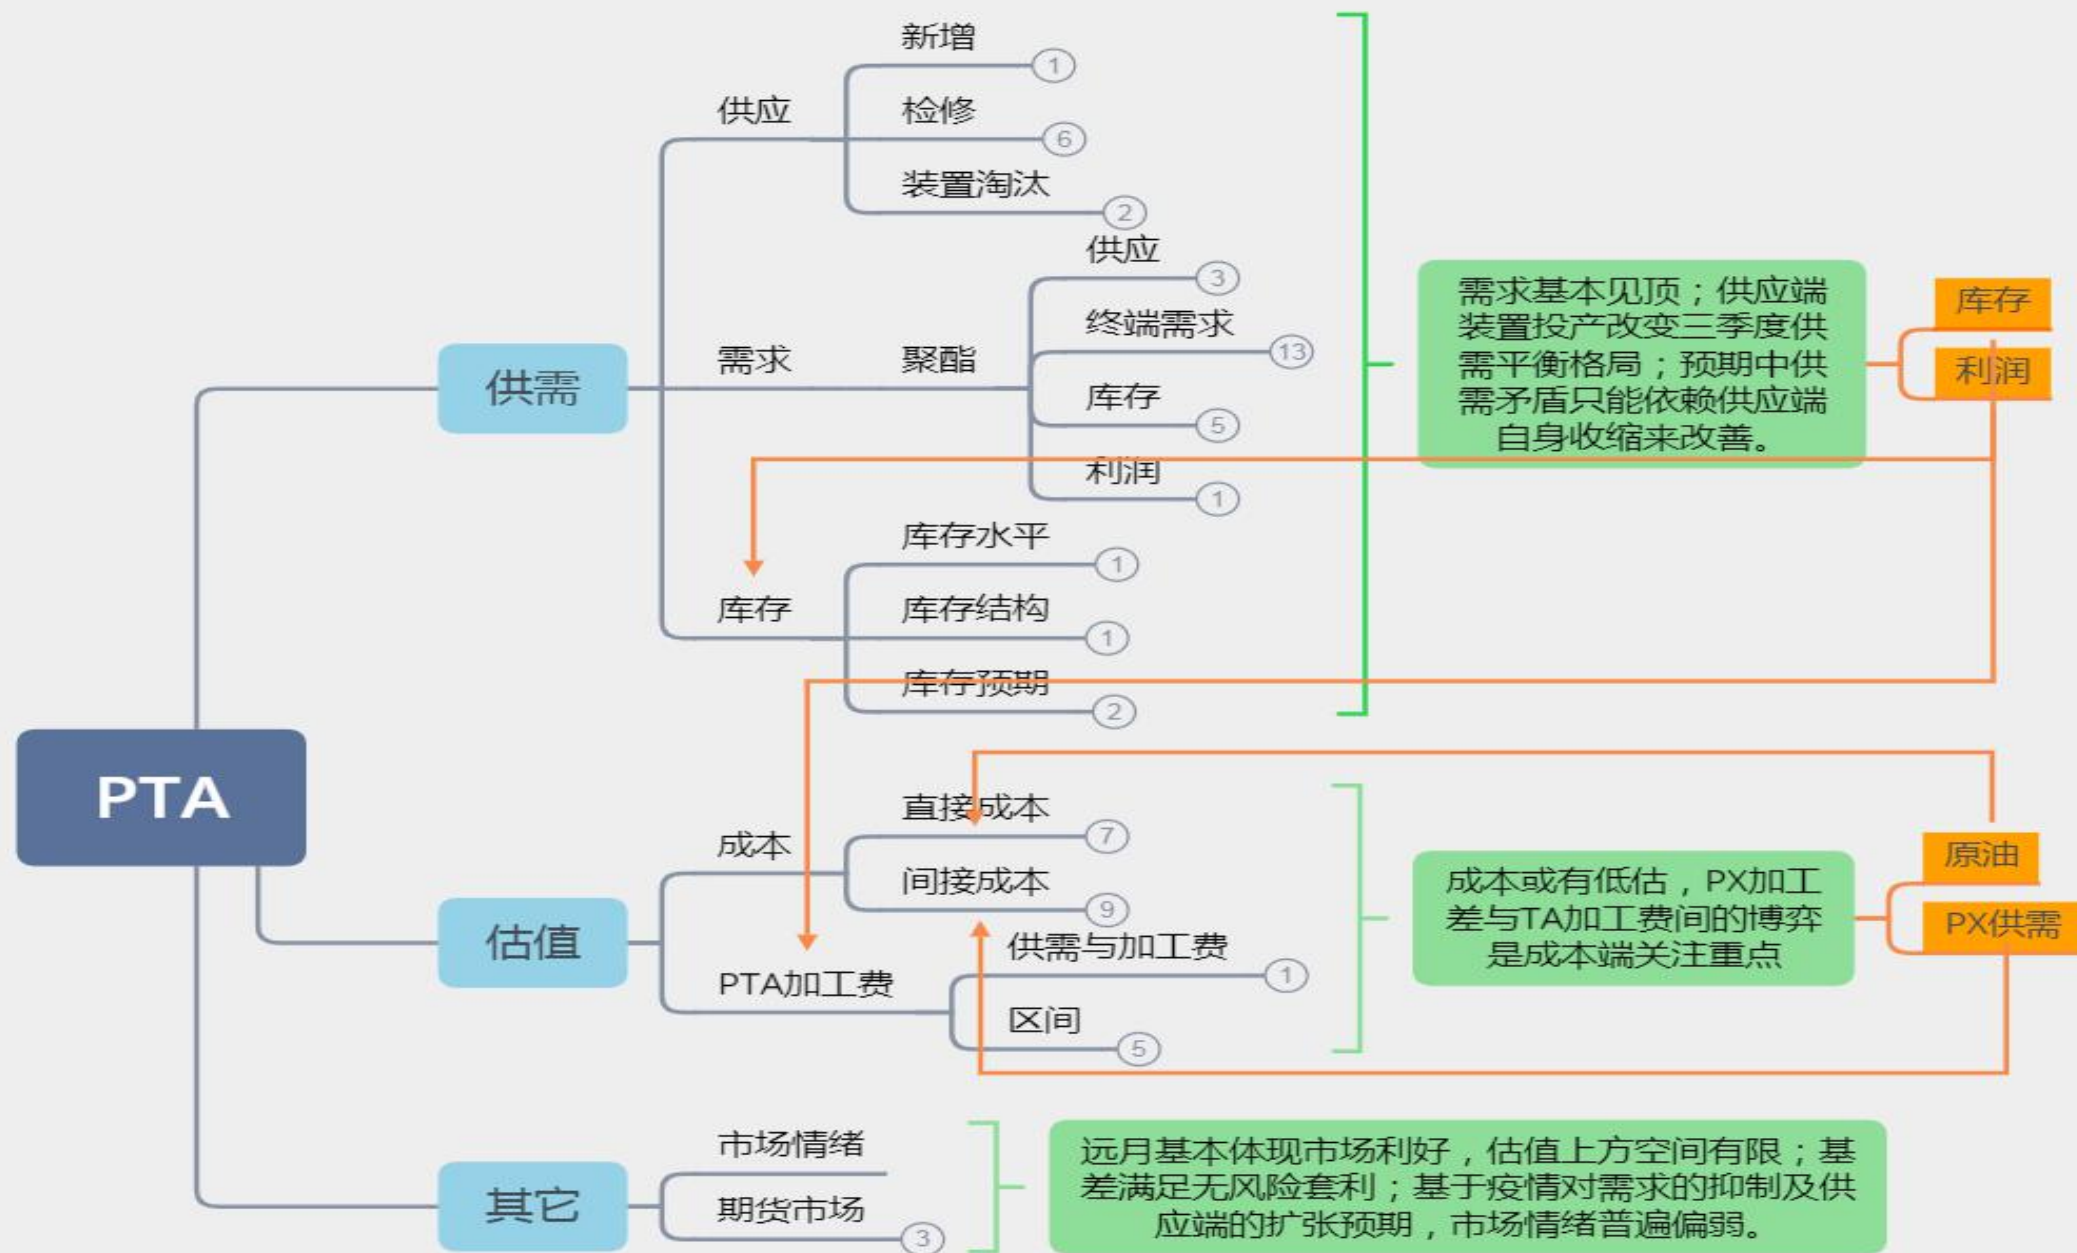 新增
1
供应
检修
6
装置淘汰
2
供应
3
终端需求
13
需求
聚酯
库存
5
利润
1
供需
库存水平
1
库存
库存结构
1
库存预期
2
需求基本见顶；供应端
装置投产改变三季度供
需平衡格局；预期中供
需矛盾只能依赖供应端
自身收缩来改善。
库存
利润
PTA
直接成本
7
成本
间接成本
9
估值
供需与加工费
1
PTA加工费
区间
5
成本或有低估，PX加工
差与TA加工费间的博弈
是成本端关注重点
原油
PX供需
市场情绪
其它
期货市场
3
远月基本体现市场利好，估值上方空间有限；基
差满足无风险套利；基于疫情对需求的抑制及供
应端的扩张预期，市场情绪普遍偏弱。